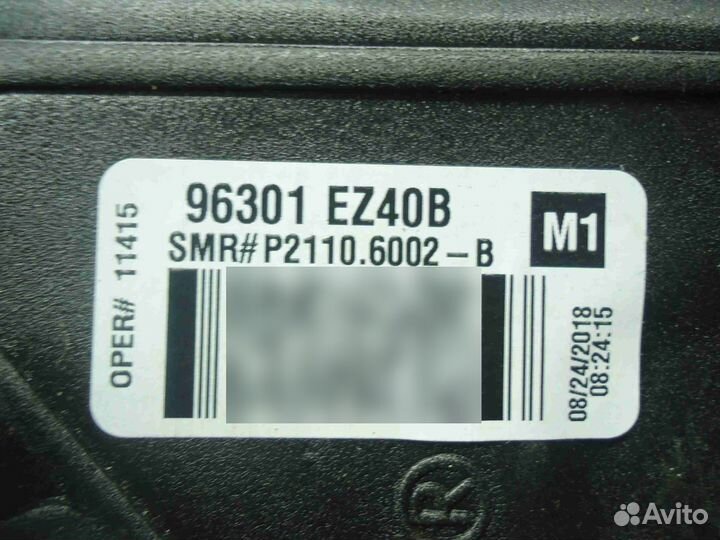 96301 EZ40B
M1
SMR# P2110.6002-B
OPER# 11415
08/24/2018
08:24:15
®
Avito